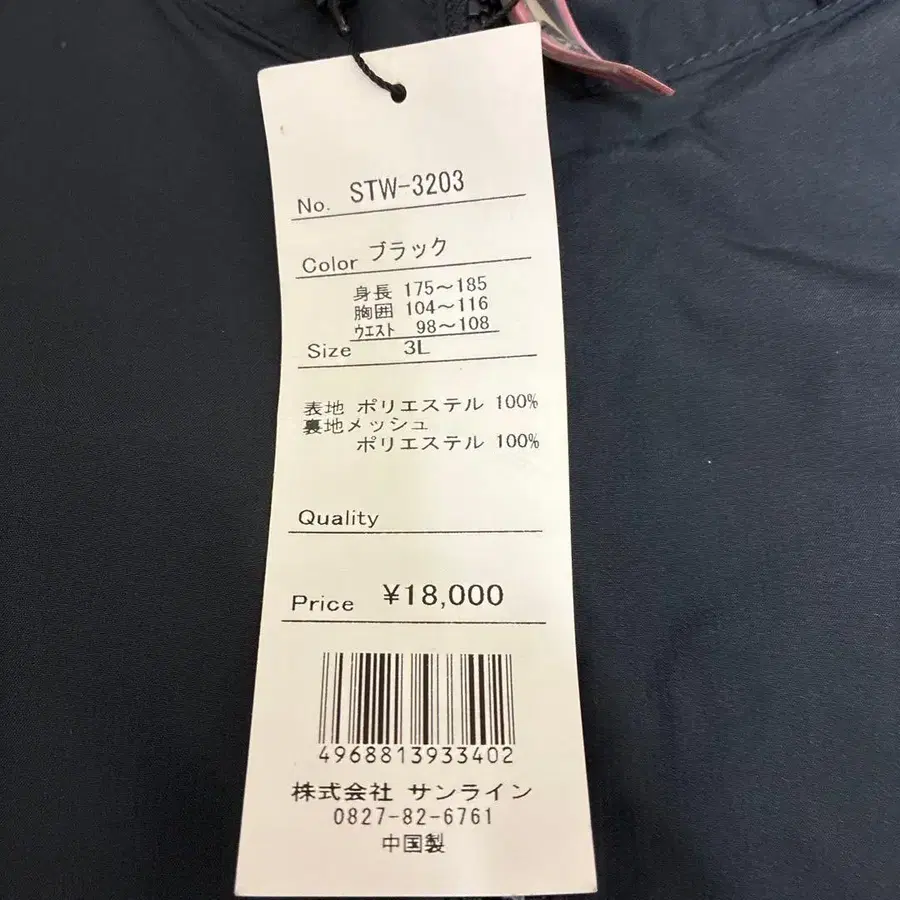 No. STW-3203
Color ブラック
身長 175～185
胸囲 104～116
ウエスト 98～108
Size 3L
表地 ポリエステル 100%
裏地メッシュ
ポリエステル 100%
Quality
Price ¥18,000
4968813933402
株式会社 サンライン
0827-82-6761
中国製